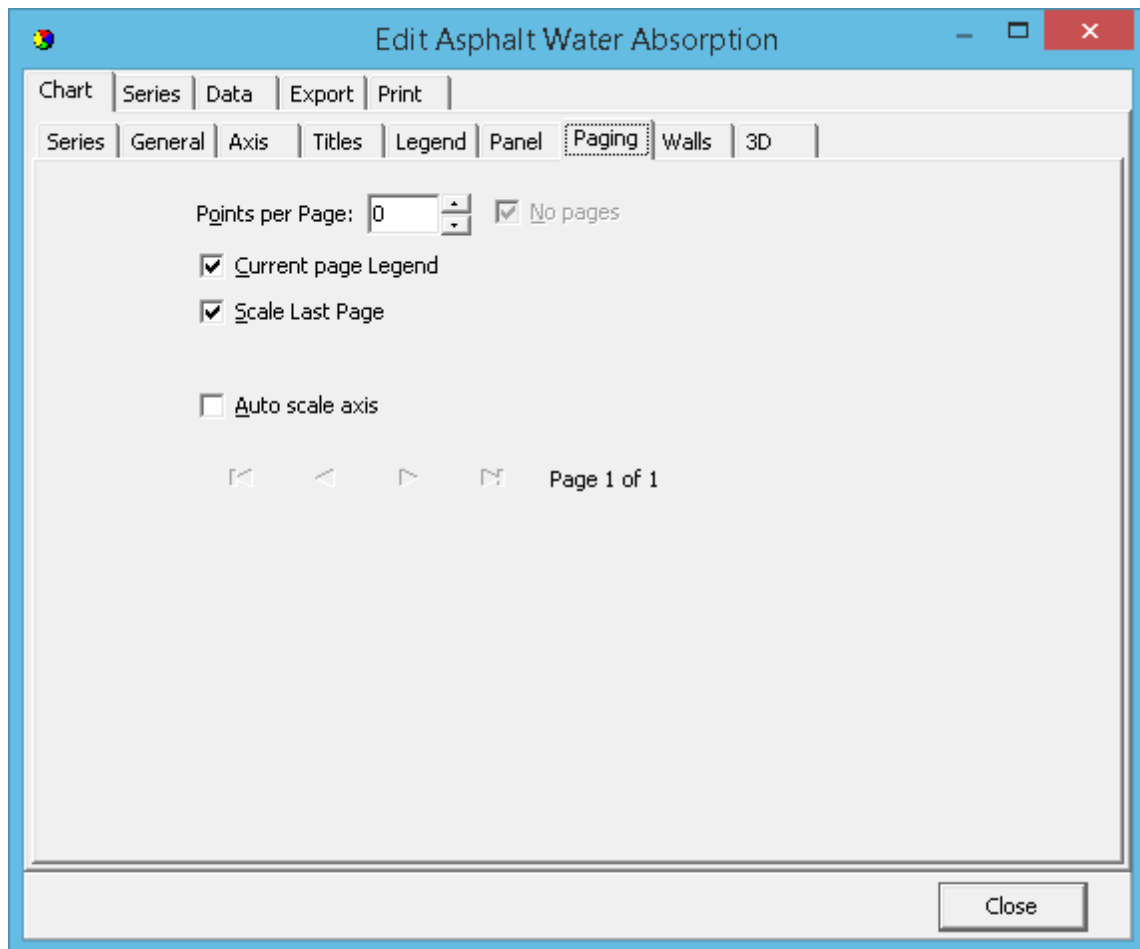 Edit Asphalt Water Absorption
Chart Series Data Export Print
Series General Axis Titles Legend Panel Paging Walls 3D
Points per Page: 0 No pages
Current page Legend
Scale Last Page
Auto scale axis
Page 1 of 1
Close